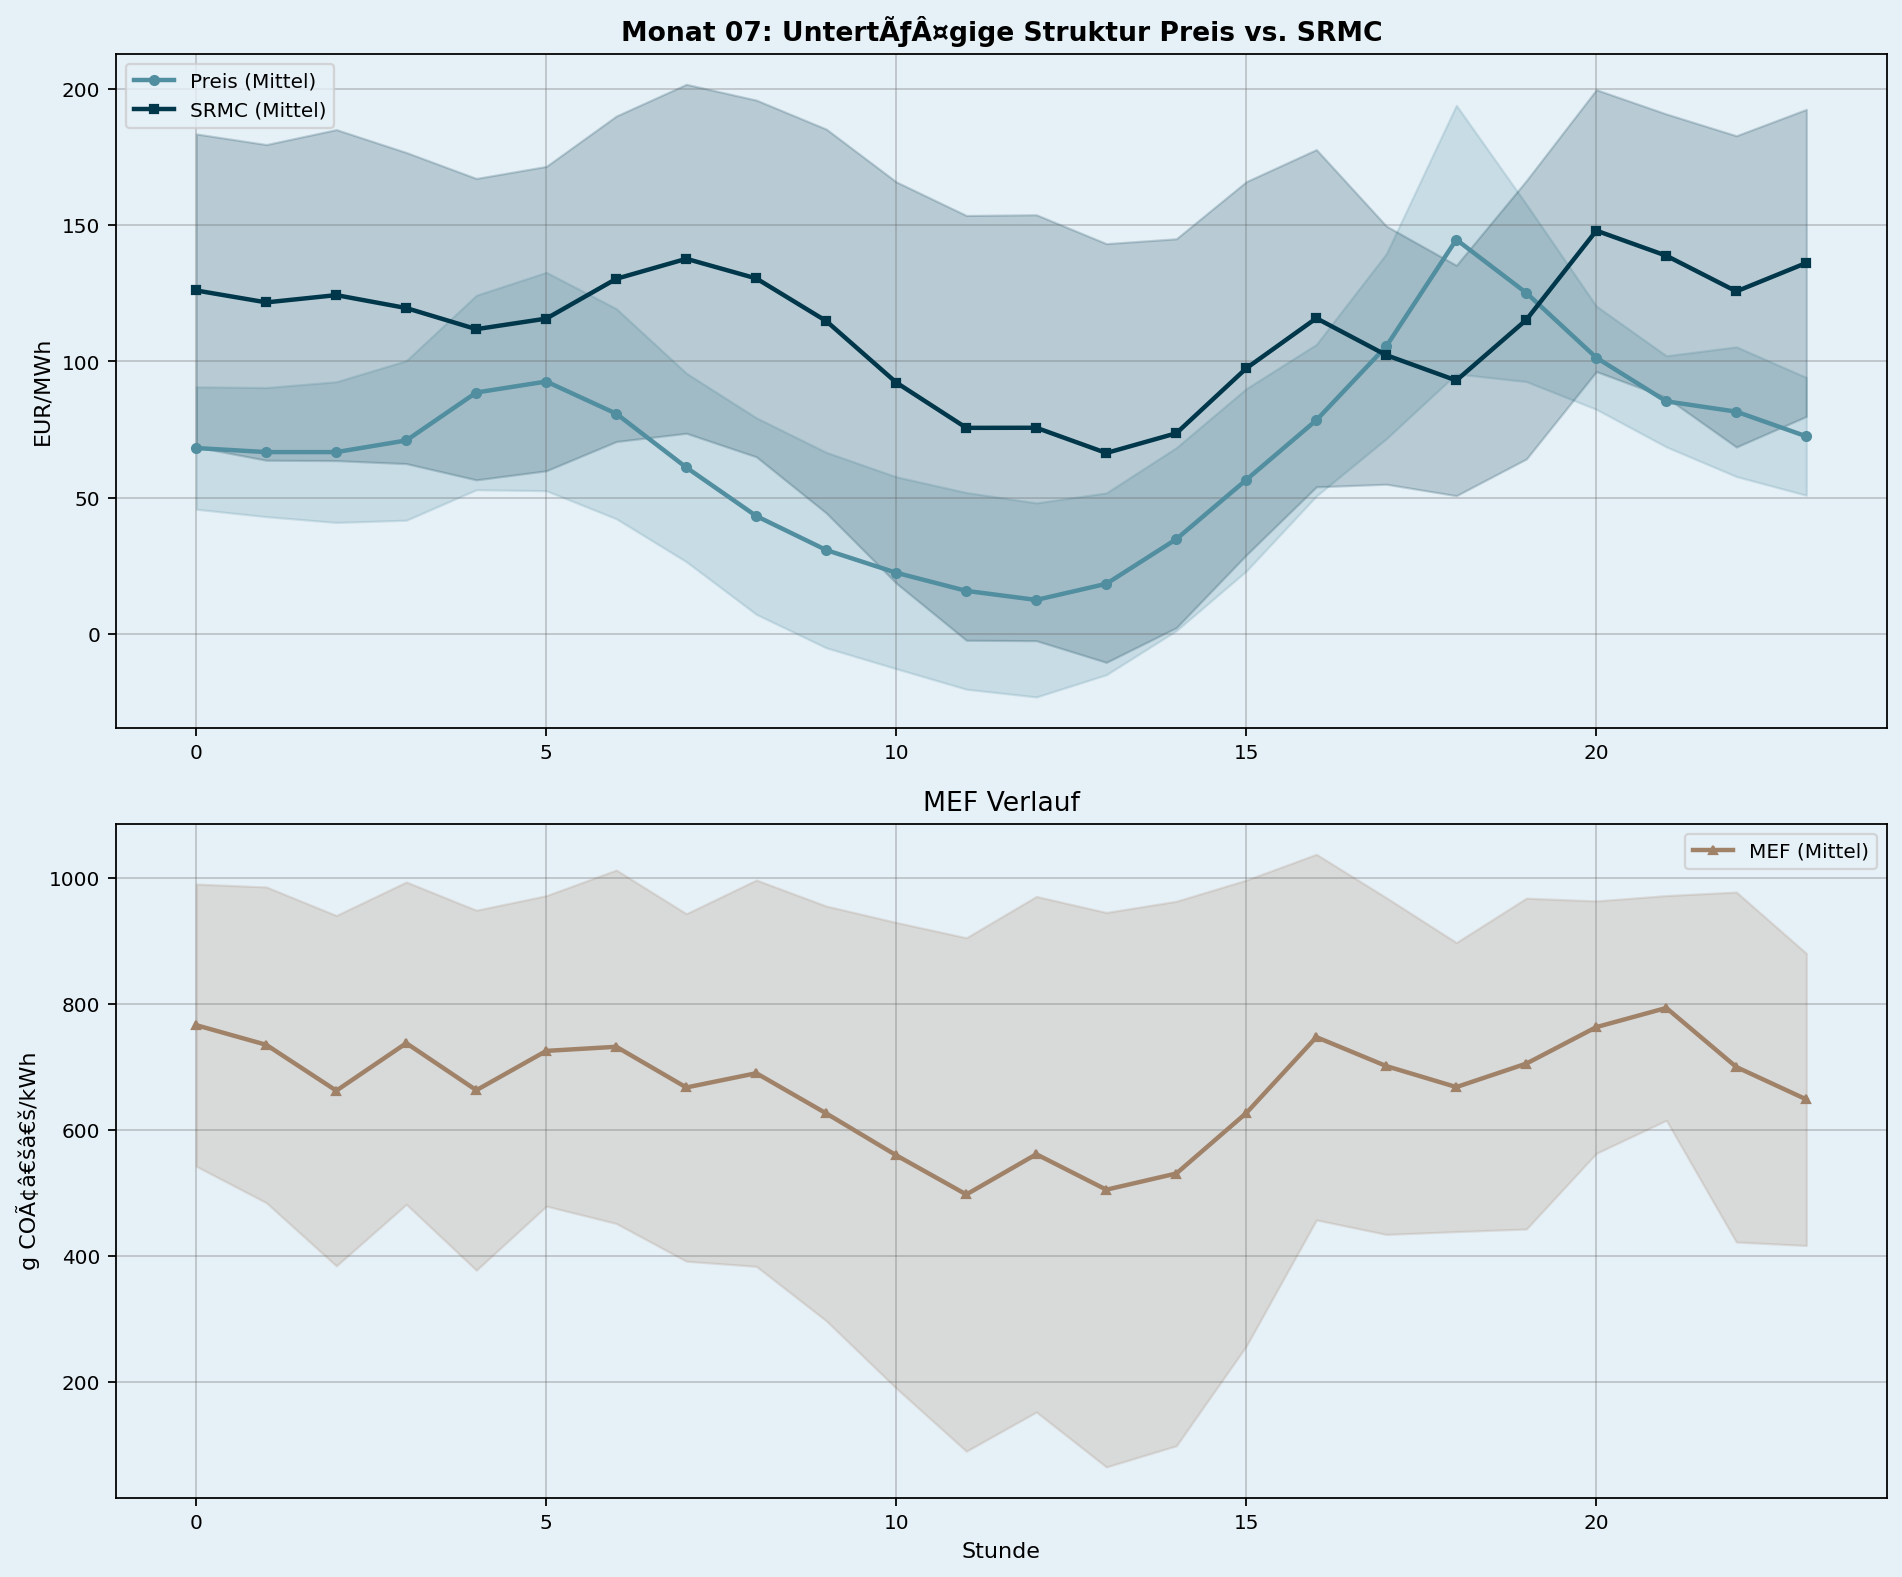 Monat 07: UntertÃƒÂ¤gige Struktur Preis vs. SRMC
Preis (Mittel)
SRMC (Mittel)
EUR/MWh
200
150
100
50
0
0
5
10
15
20
MEF Verlauf
MEF (Mittel)
g COÃ¢â€šâ€š/kWh
1000
800
600
400
200
0
5
10
15
20
Stunde